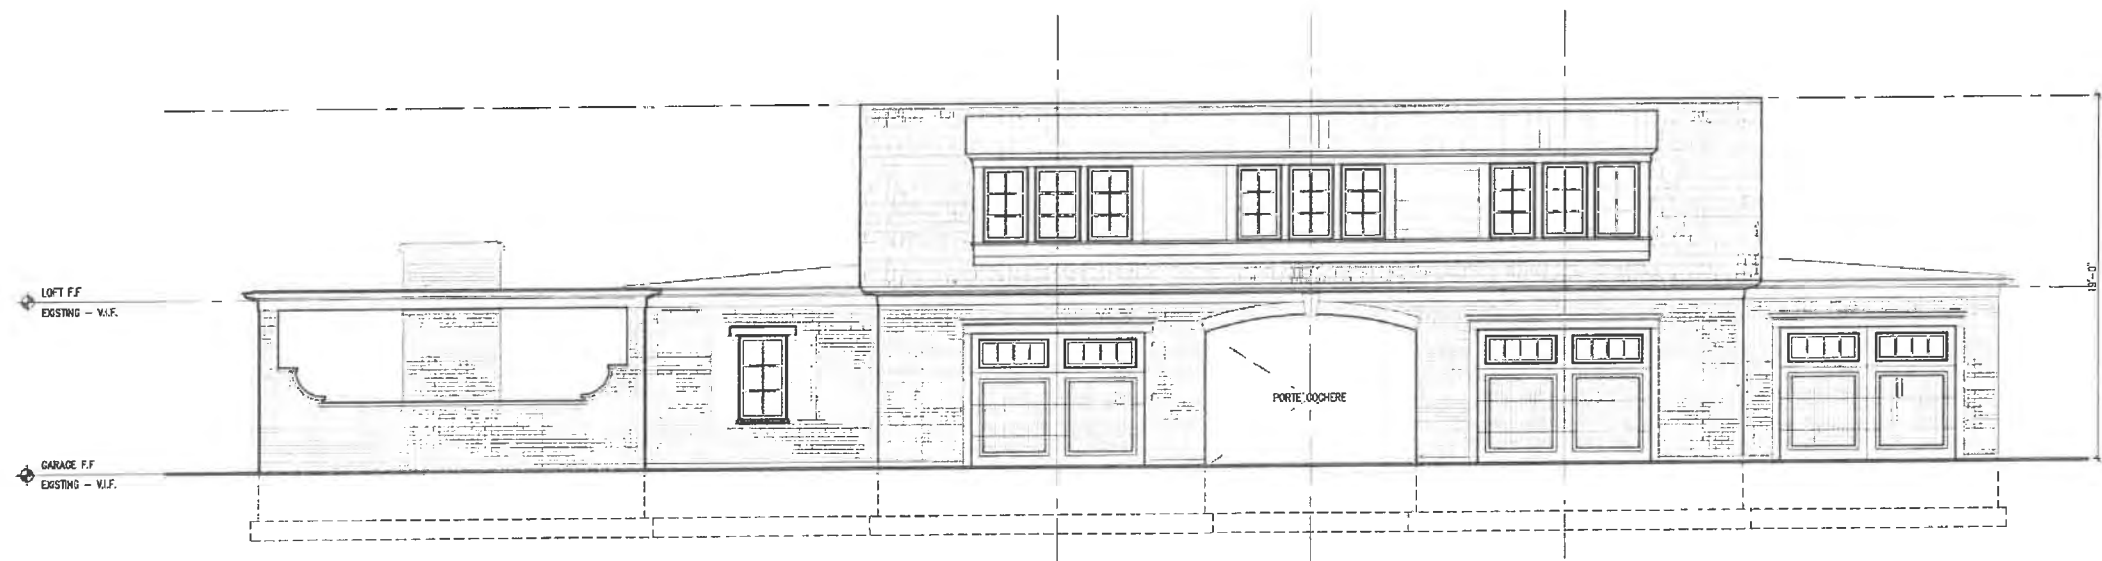 LOFT F.F
EXISTING - V.I.F.
19'-0"
PORTE COCHERE
GARAGE F.F
EXISTING - V.I.F.